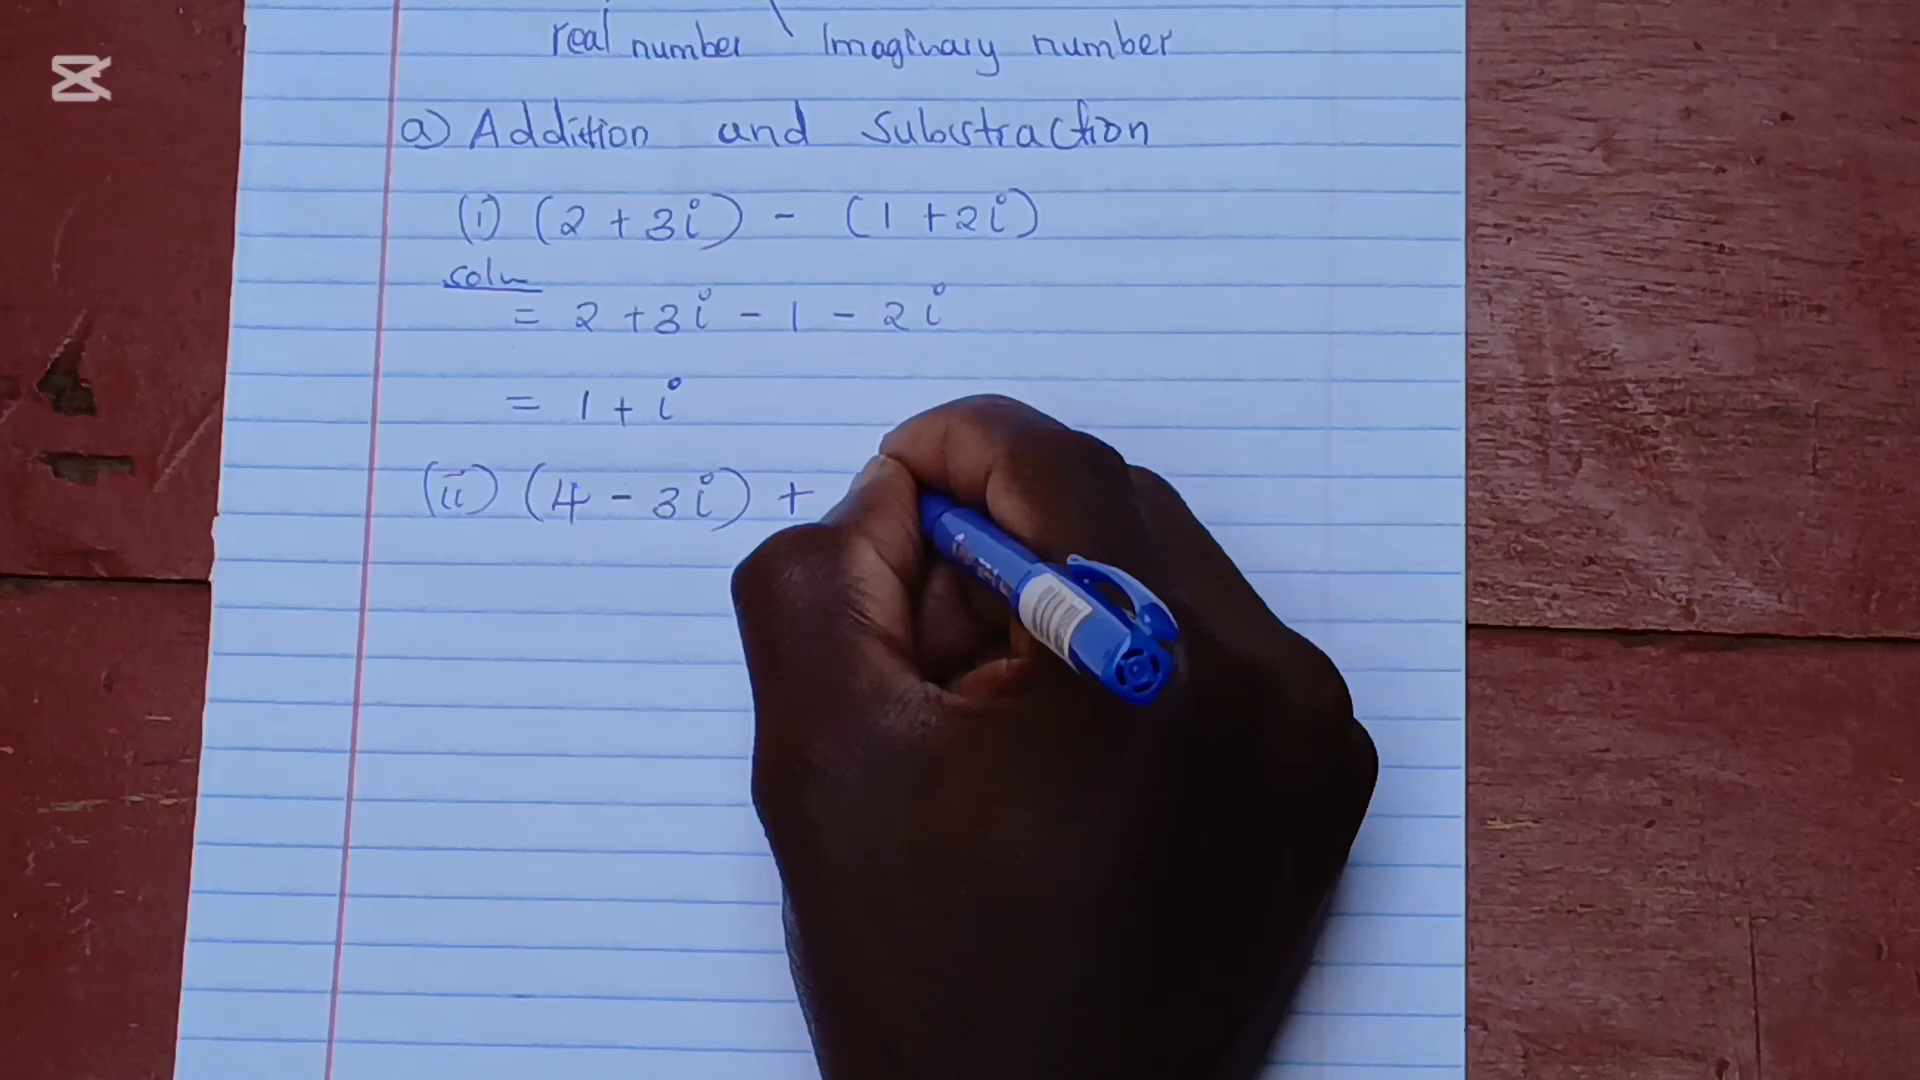 real number Imaginary number
a) Addition and Substraction
(i) (2 + 3i) - (1 + 2i)
soln
= 2 + 3i - 1 - 2i
= 1 + i
(ii) (4 - 3i) +